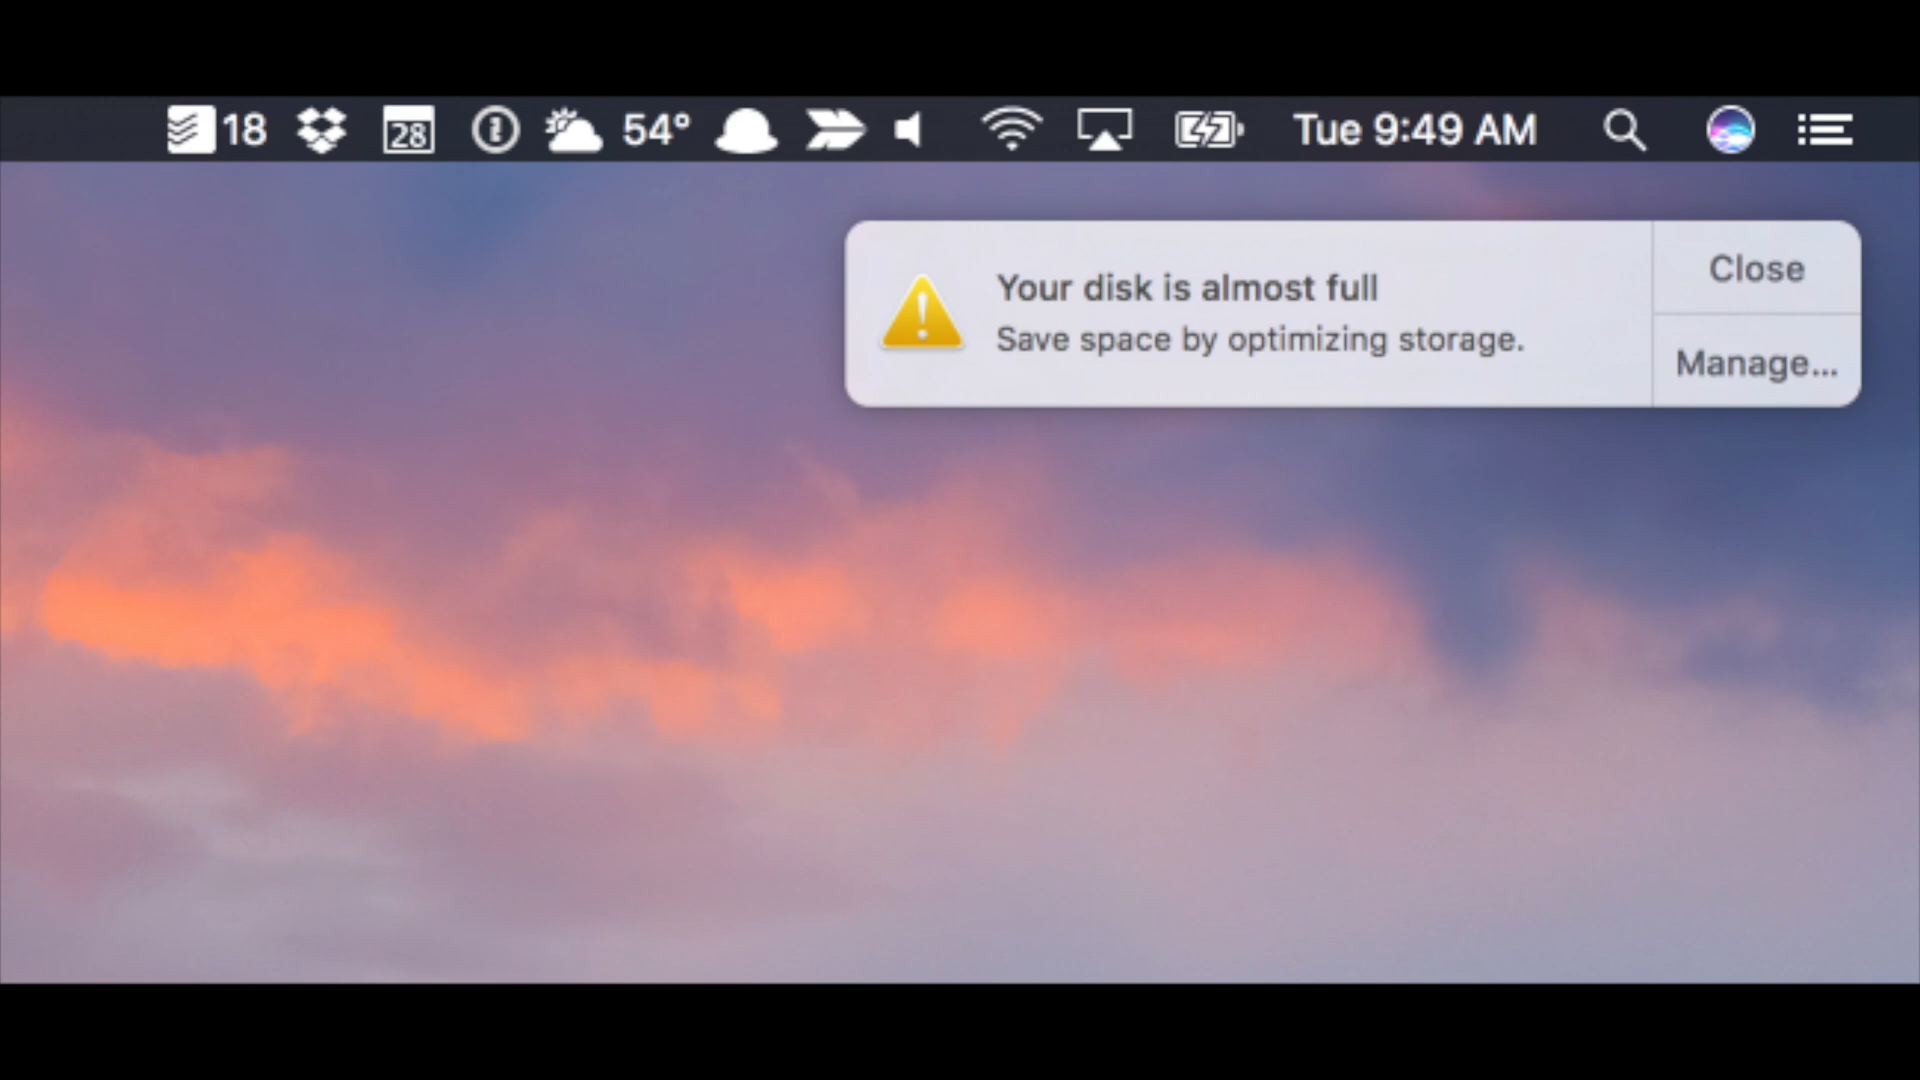 18 28 54° Tue 9:49 AM
Your disk is almost full
Save space by optimizing storage.
Close
Manage...